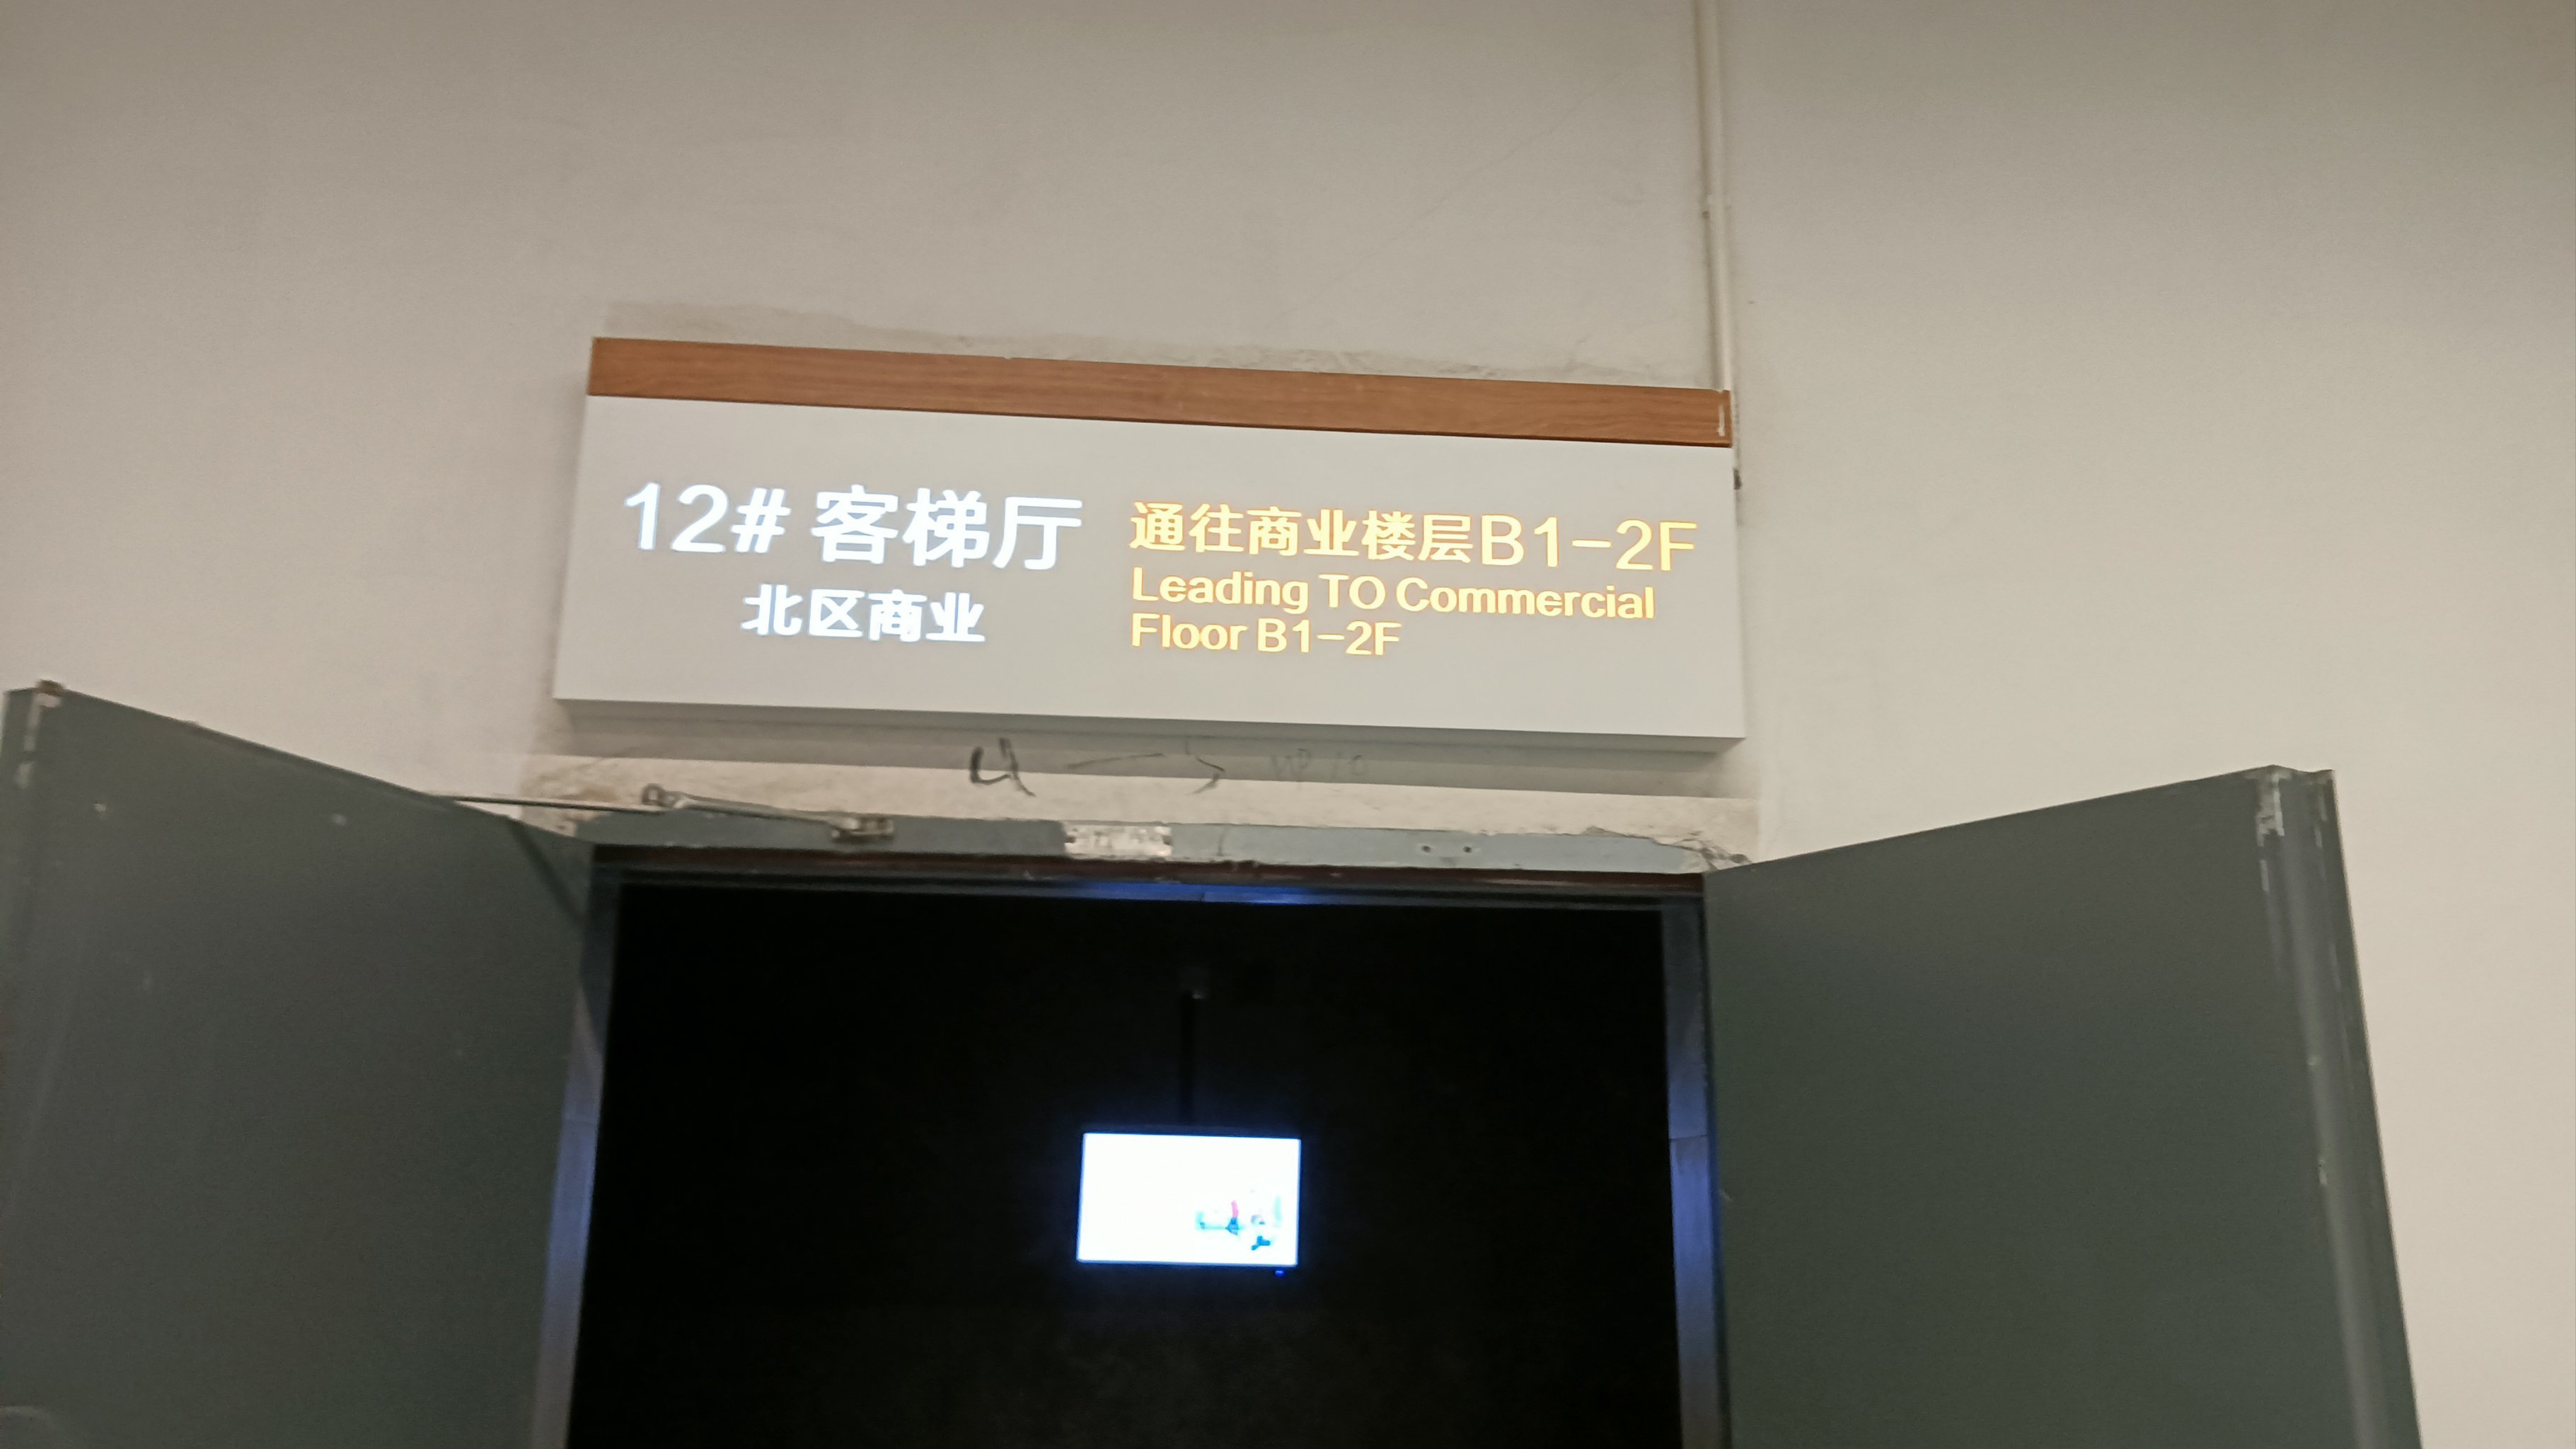 12# 客梯厅
北区商业
通往商业楼层B1-2F
Leading TO Commercial
Floor B1-2F